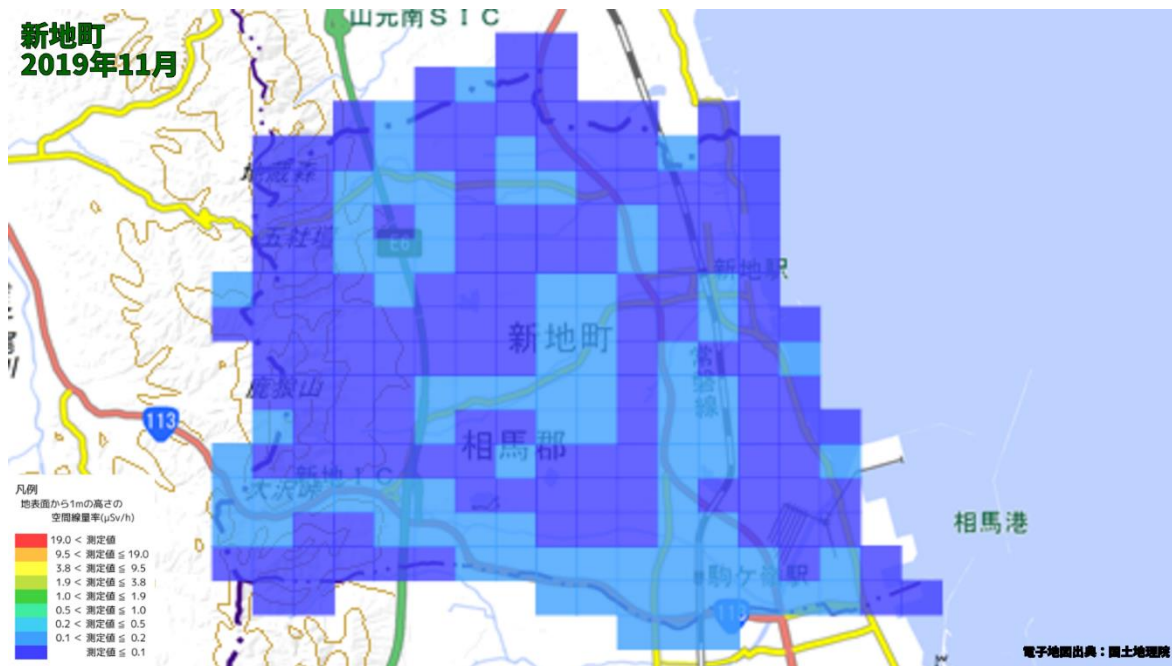 新地町
2019年11月
山元南SIC
地蔵森
五社壇
E6
新地駅
新地町
常磐線
鹿狼山
113
相馬郡
新地IC
大沢峠
相馬港
駒ケ嶺駅
113
凡例
地表面から1mの高さの
空間線量率(μSv/h)
19.0 < 測定値
9.5 < 測定値 ≦ 19.0
3.8 < 測定値 ≦ 9.5
1.9 < 測定値 ≦ 3.8
1.0 < 測定値 ≦ 1.9
0.5 < 測定値 ≦ 1.0
0.2 < 測定値 ≦ 0.5
0.1 < 測定値 ≦ 0.2
測定値 ≦ 0.1
電子地図出典：国土地理院